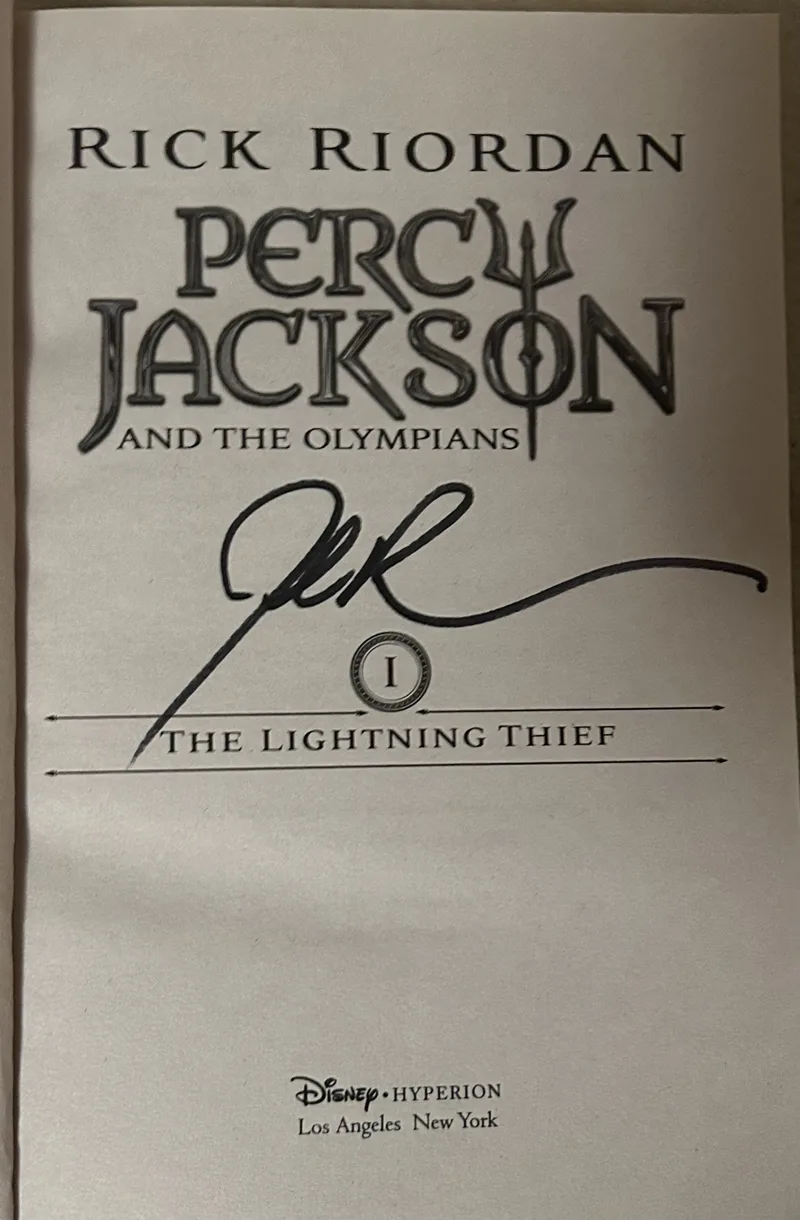 RICK RIORDAN
PERCY
JACKSON
AND THE OLYMPIANS
I
THE LIGHTNING THIEF
Disney • HYPERION
Los Angeles New York